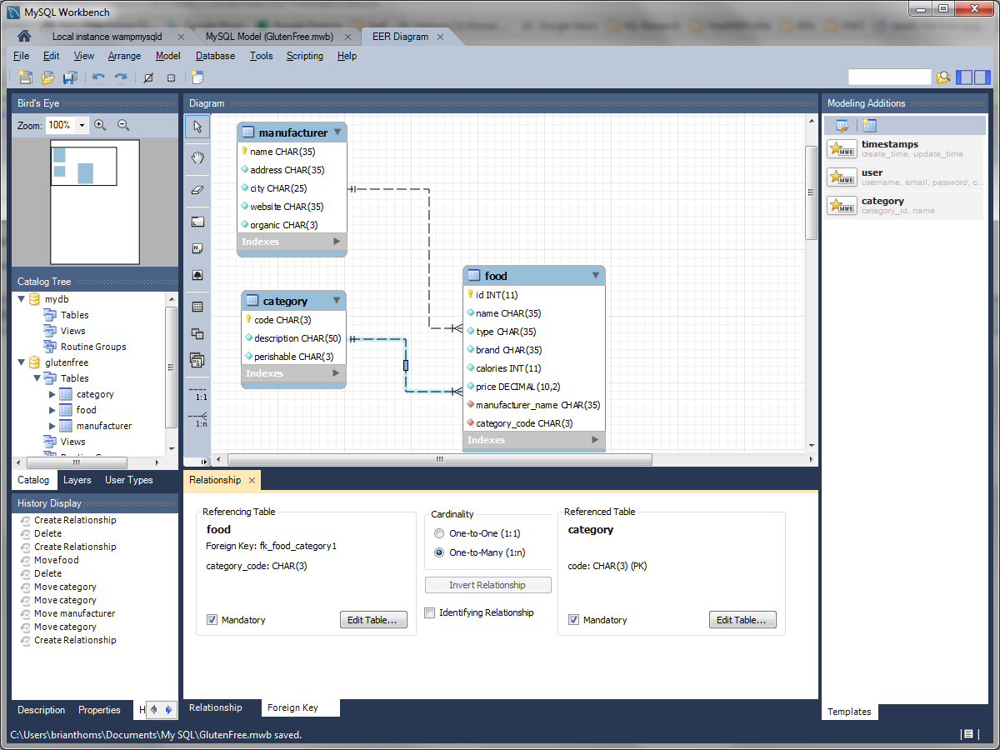 MySQL Workbench
Local instance wampmysqld
MySQL Model (GlutenFree.mwb)
EER Diagram
File Edit View Arrange Model Database Tools Scripting Help
Bird's Eye
Zoom: 100%
Diagram
manufacturer
name CHAR(35)
address CHAR(35)
city CHAR(25)
website CHAR(35)
organic CHAR(3)
Indexes
category
code CHAR(3)
description CHAR(50)
perishable CHAR(3)
Indexes
food
id INT(11)
name CHAR(35)
type CHAR(35)
brand CHAR(35)
calories INT(11)
price DECIMAL(10,2)
manufacturer_name CHAR(35)
category_code CHAR(3)
Indexes
1:1
1:n
Modeling Additions
MWB
timestamps
create_time, update_time
MWB
user
username, email, password, c...
MWB
category
category_id, name
Templates
Catalog Tree
mydb
Tables
Views
Routine Groups
glutenfree
Tables
category
food
manufacturer
Views
Catalog Layers User Types
History Display
Create Relationship
Delete
Create Relationship
Movefood
Delete
Move category
Move category
Move manufacturer
Move category
Create Relationship
Description Properties H
Relationship
Referencing Table
food
Foreign Key: fk_food_category1
category_code: CHAR(3)
Mandatory
Edit Table...
Cardinality
One-to-One (1:1)
One-to-Many (1:n)
Invert Relationship
Identifying Relationship
Referenced Table
category
code: CHAR(3) (PK)
Mandatory
Edit Table...
Relationship Foreign Key
C:\Users\brianthoms\Documents\My SQL\GlutenFree.mwb saved.